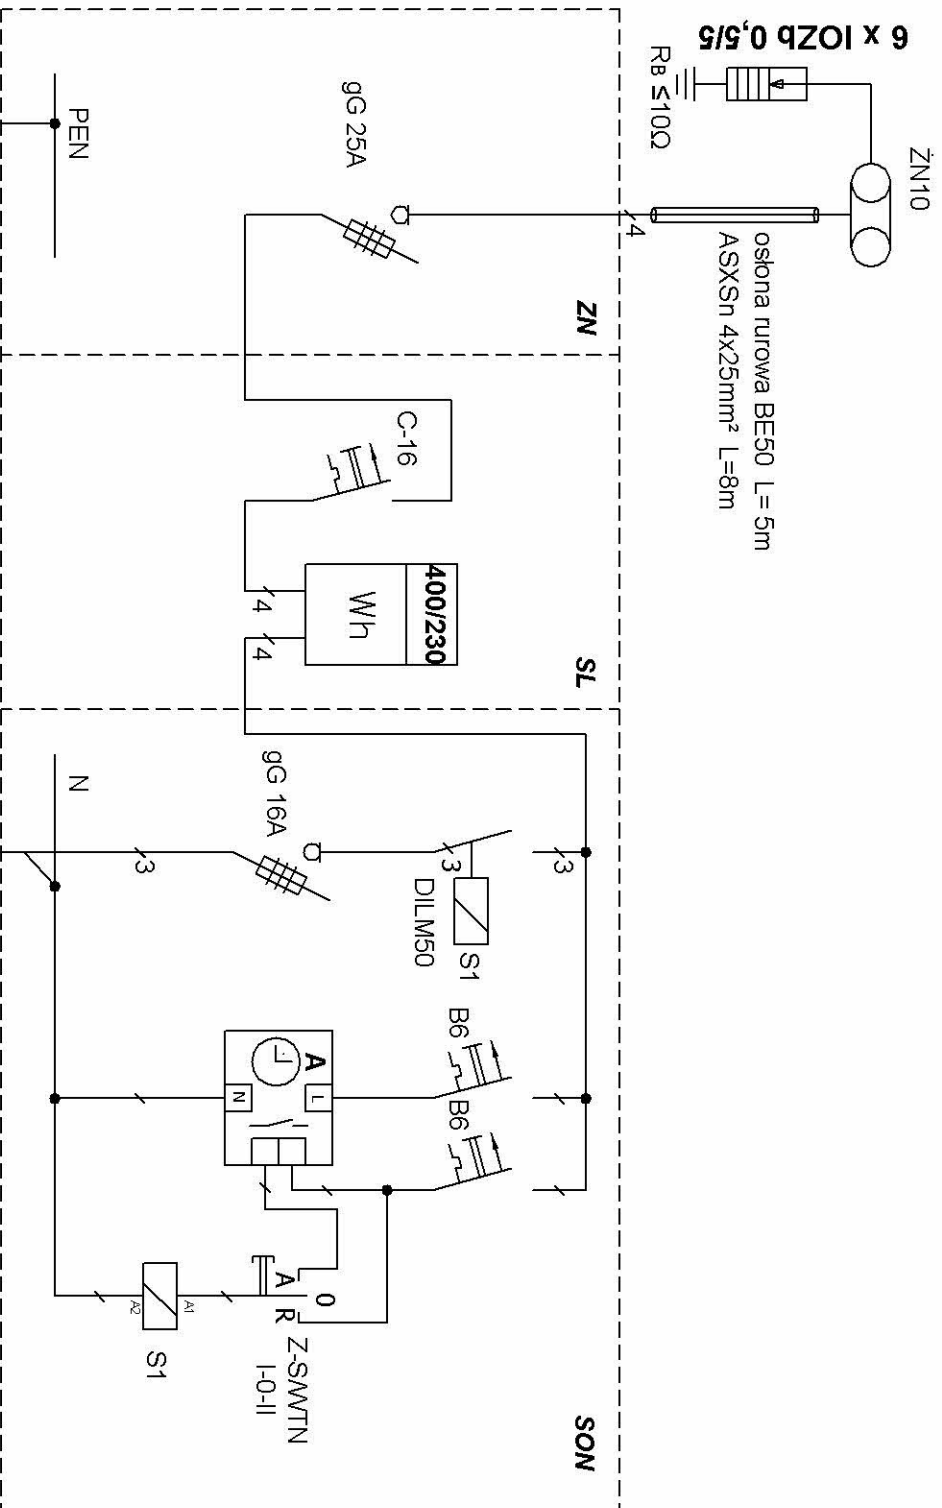 6 x IOZb 0,5/5
RB ≤10Ω
ŻN10
osłona rurowa BE50 L= 5m
ASXSn 4x25mm² L=8m
4
gG 25A
PEN
ZN
C-16
400/230
Wh
4
4
SL
gG 16A
N
3
3
3
DILM50
S1
B6
B6
A
L
N
A
0
R
Z-SWTN
I-0-II
A1
A2
S1
SON